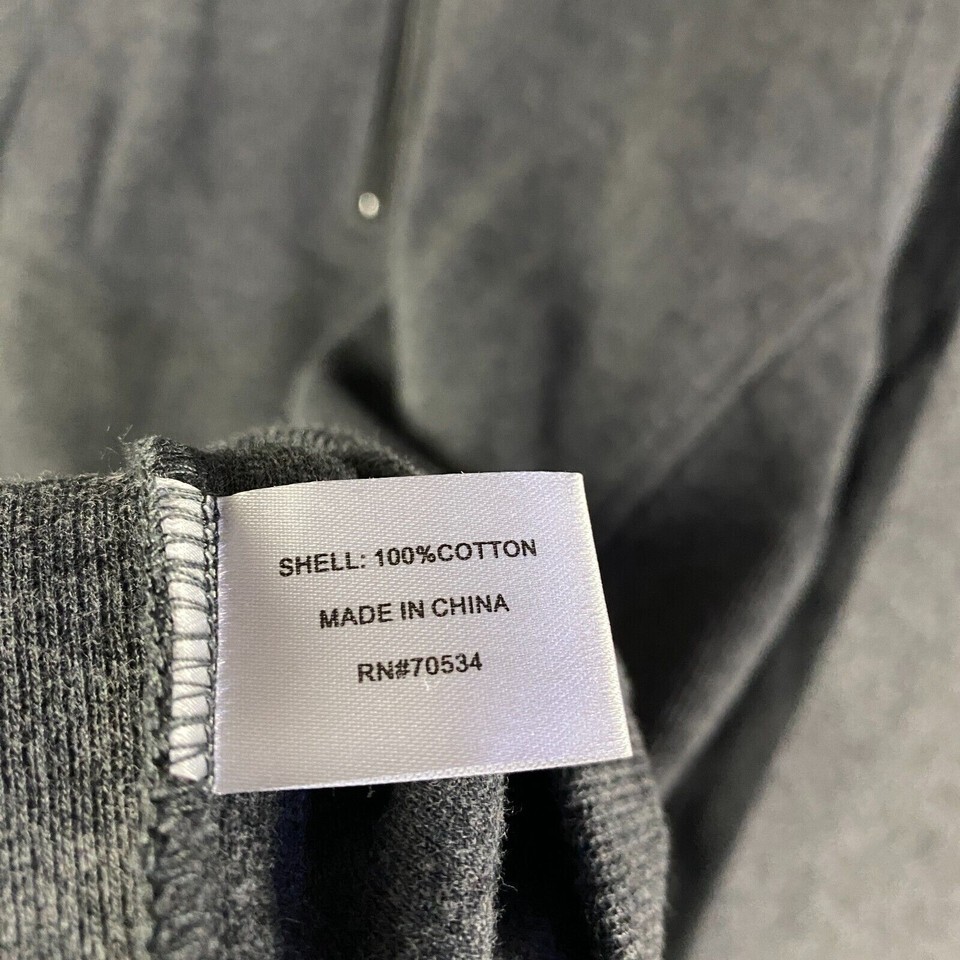 SHELL: 100%COTTON
MADE IN CHINA
RN#70534